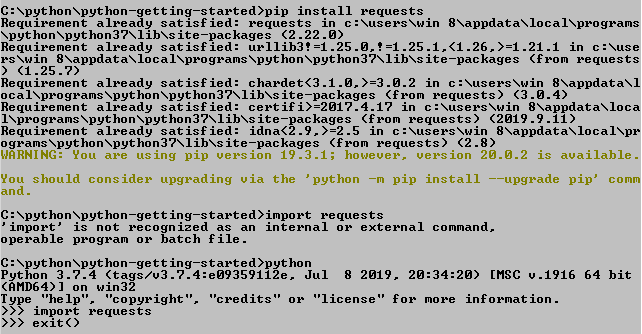 C:\python\python-getting-started>pip install requests
Requirement already satisfied: requests in c:\users\win 8\appdata\local\programs
\python\python37\lib\site-packages (2.22.0)
Requirement already satisfied: urllib3!=1.25.0,!=1.25.1,<1.26,>=1.21.1 in c:\use
rs\win 8\appdata\local\programs\python\python37\lib\site-packages (from requests
) (1.25.7)
Requirement already satisfied: chardet<3.1.0,>=3.0.2 in c:\users\win 8\appdata\l
ocal\programs\python\python37\lib\site-packages (from requests) (3.0.4)
Requirement already satisfied: certifi>=2017.4.17 in c:\users\win 8\appdata\loca
l\programs\python\python37\lib\site-packages (from requests) (2019.9.11)
Requirement already satisfied: idna<2.9,>=2.5 in c:\users\win 8\appdata\local\pr
ograms\python\python37\lib\site-packages (from requests) (2.8)
WARNING: You are using pip version 19.3.1; however, version 20.0.2 is available.
You should consider upgrading via the 'python -m pip install --upgrade pip' comm
and.
C:\python\python-getting-started>import requests
'import' is not recognized as an internal or external command,
operable program or batch file.
C:\python\python-getting-started>python
Python 3.7.4 (tags/v3.7.4:e09359112e, Jul  8 2019, 20:34:20) [MSC v.1916 64 bit
(AMD64)] on win32
Type "help", "copyright", "credits" or "license" for more information.
>>> import requests
>>> exit()